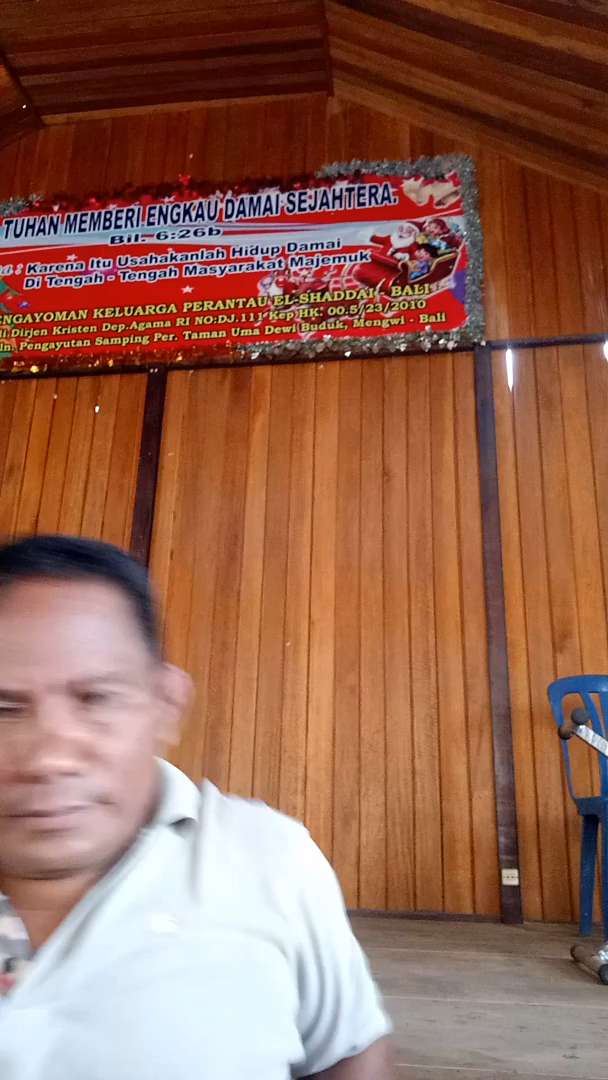 TUHAN MEMBERI ENGKAU DAMAI SEJAHTERA.
Bil. 6:26b
: Karena Itu Usahakanlah Hidup Damai
Di Tengah - Tengah Masyarakat Majemuk
ENGAYOMAN KELUARGA PERANTAU EL-SHADDAI - BALI
Dirjen Kristen Dep.Agama RI NO:DJ.111 Kep HK: 00.5/23/2010
Jln. Pengayutan Samping Per. Taman Uma Dewi Buduk, Mengwi - Bali